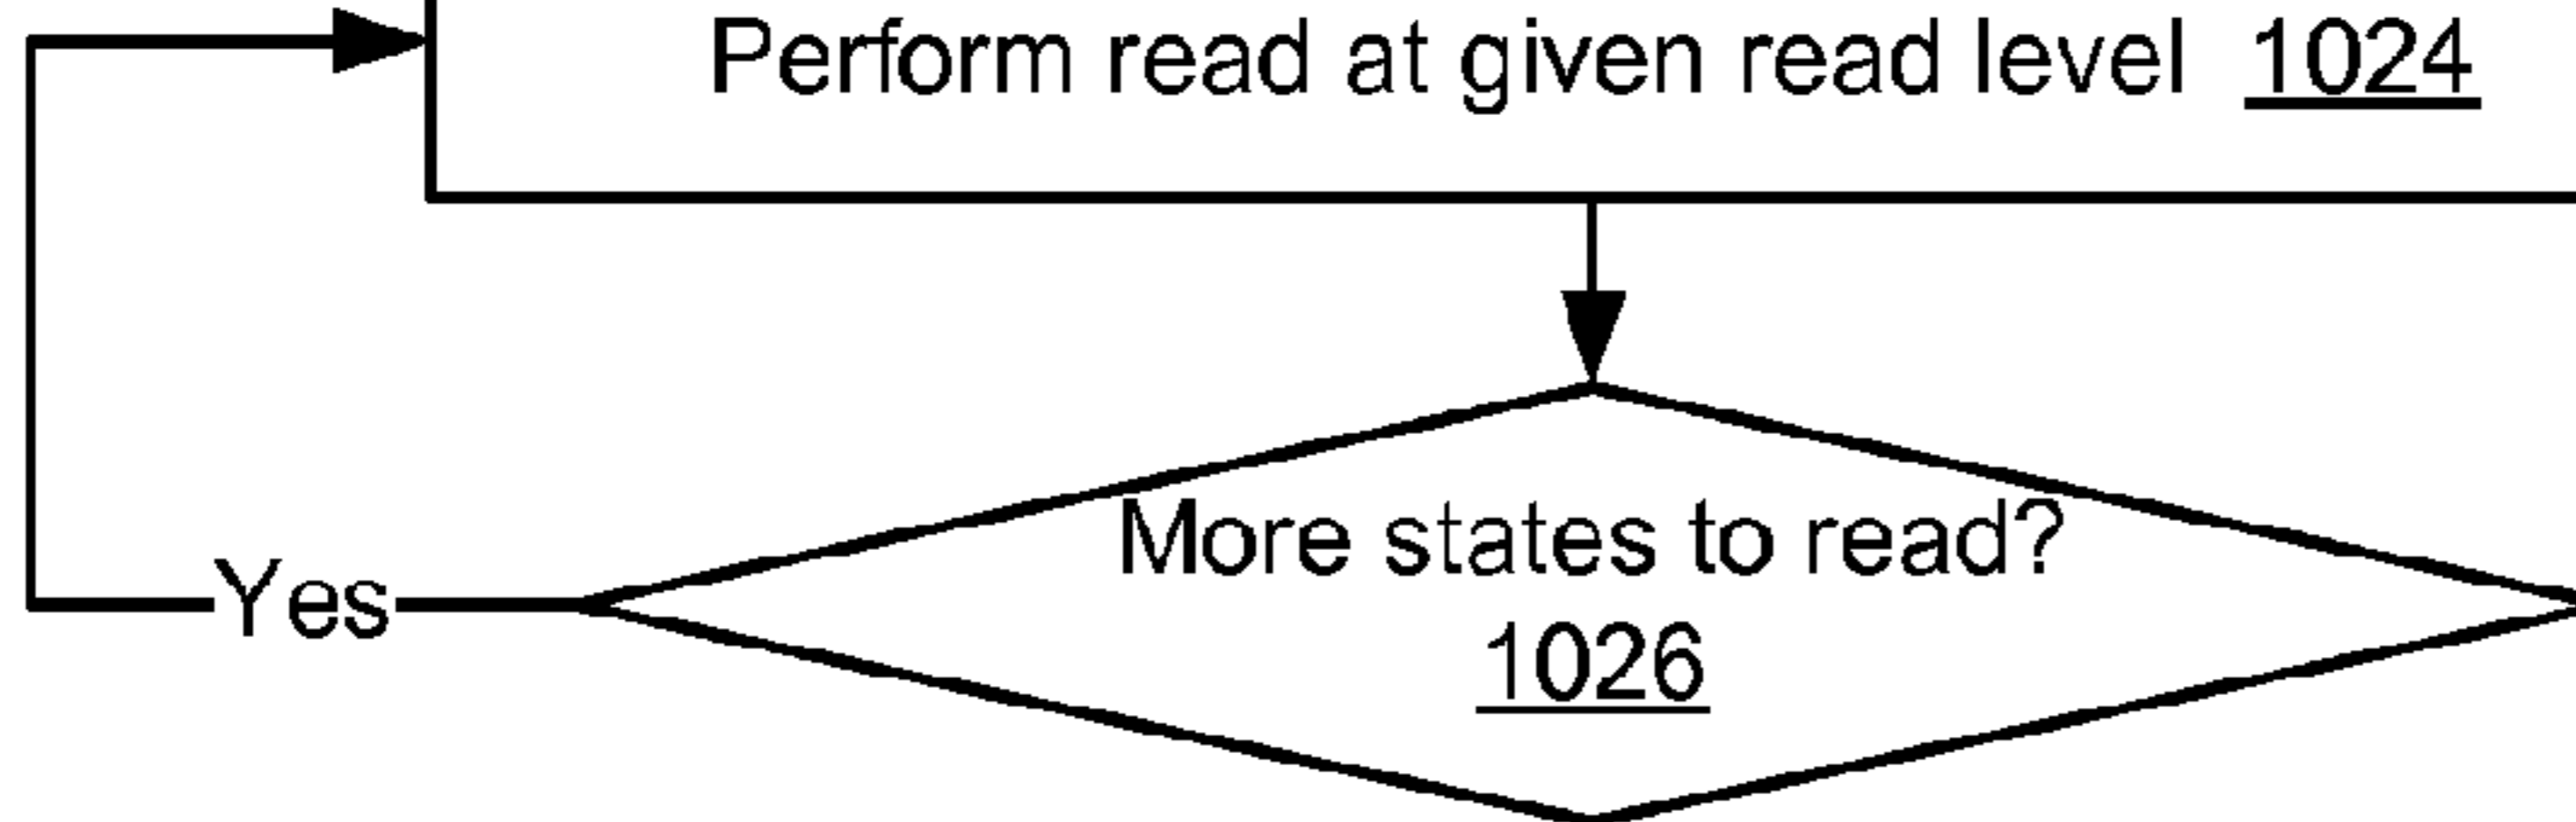 Perform read at given read level 1024
More states to read?
Yes
1026